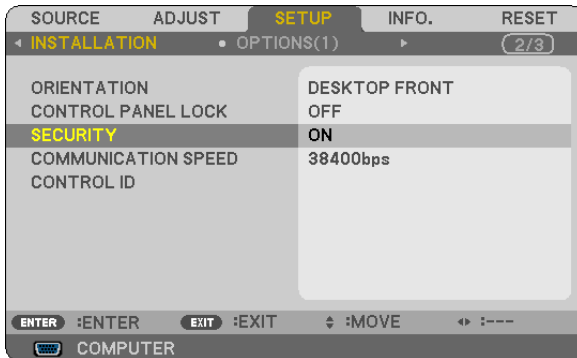 SOURCE ADJUST SETUP INFO. RESET
INSTALLATION • OPTIONS(1) 2/3
ORIENTATION DESKTOP FRONT
CONTROL PANEL LOCK OFF
SECURITY ON
COMMUNICATION SPEED 38400bps
CONTROL ID
ENTER :ENTER EXIT :EXIT :MOVE :---
COMPUTER